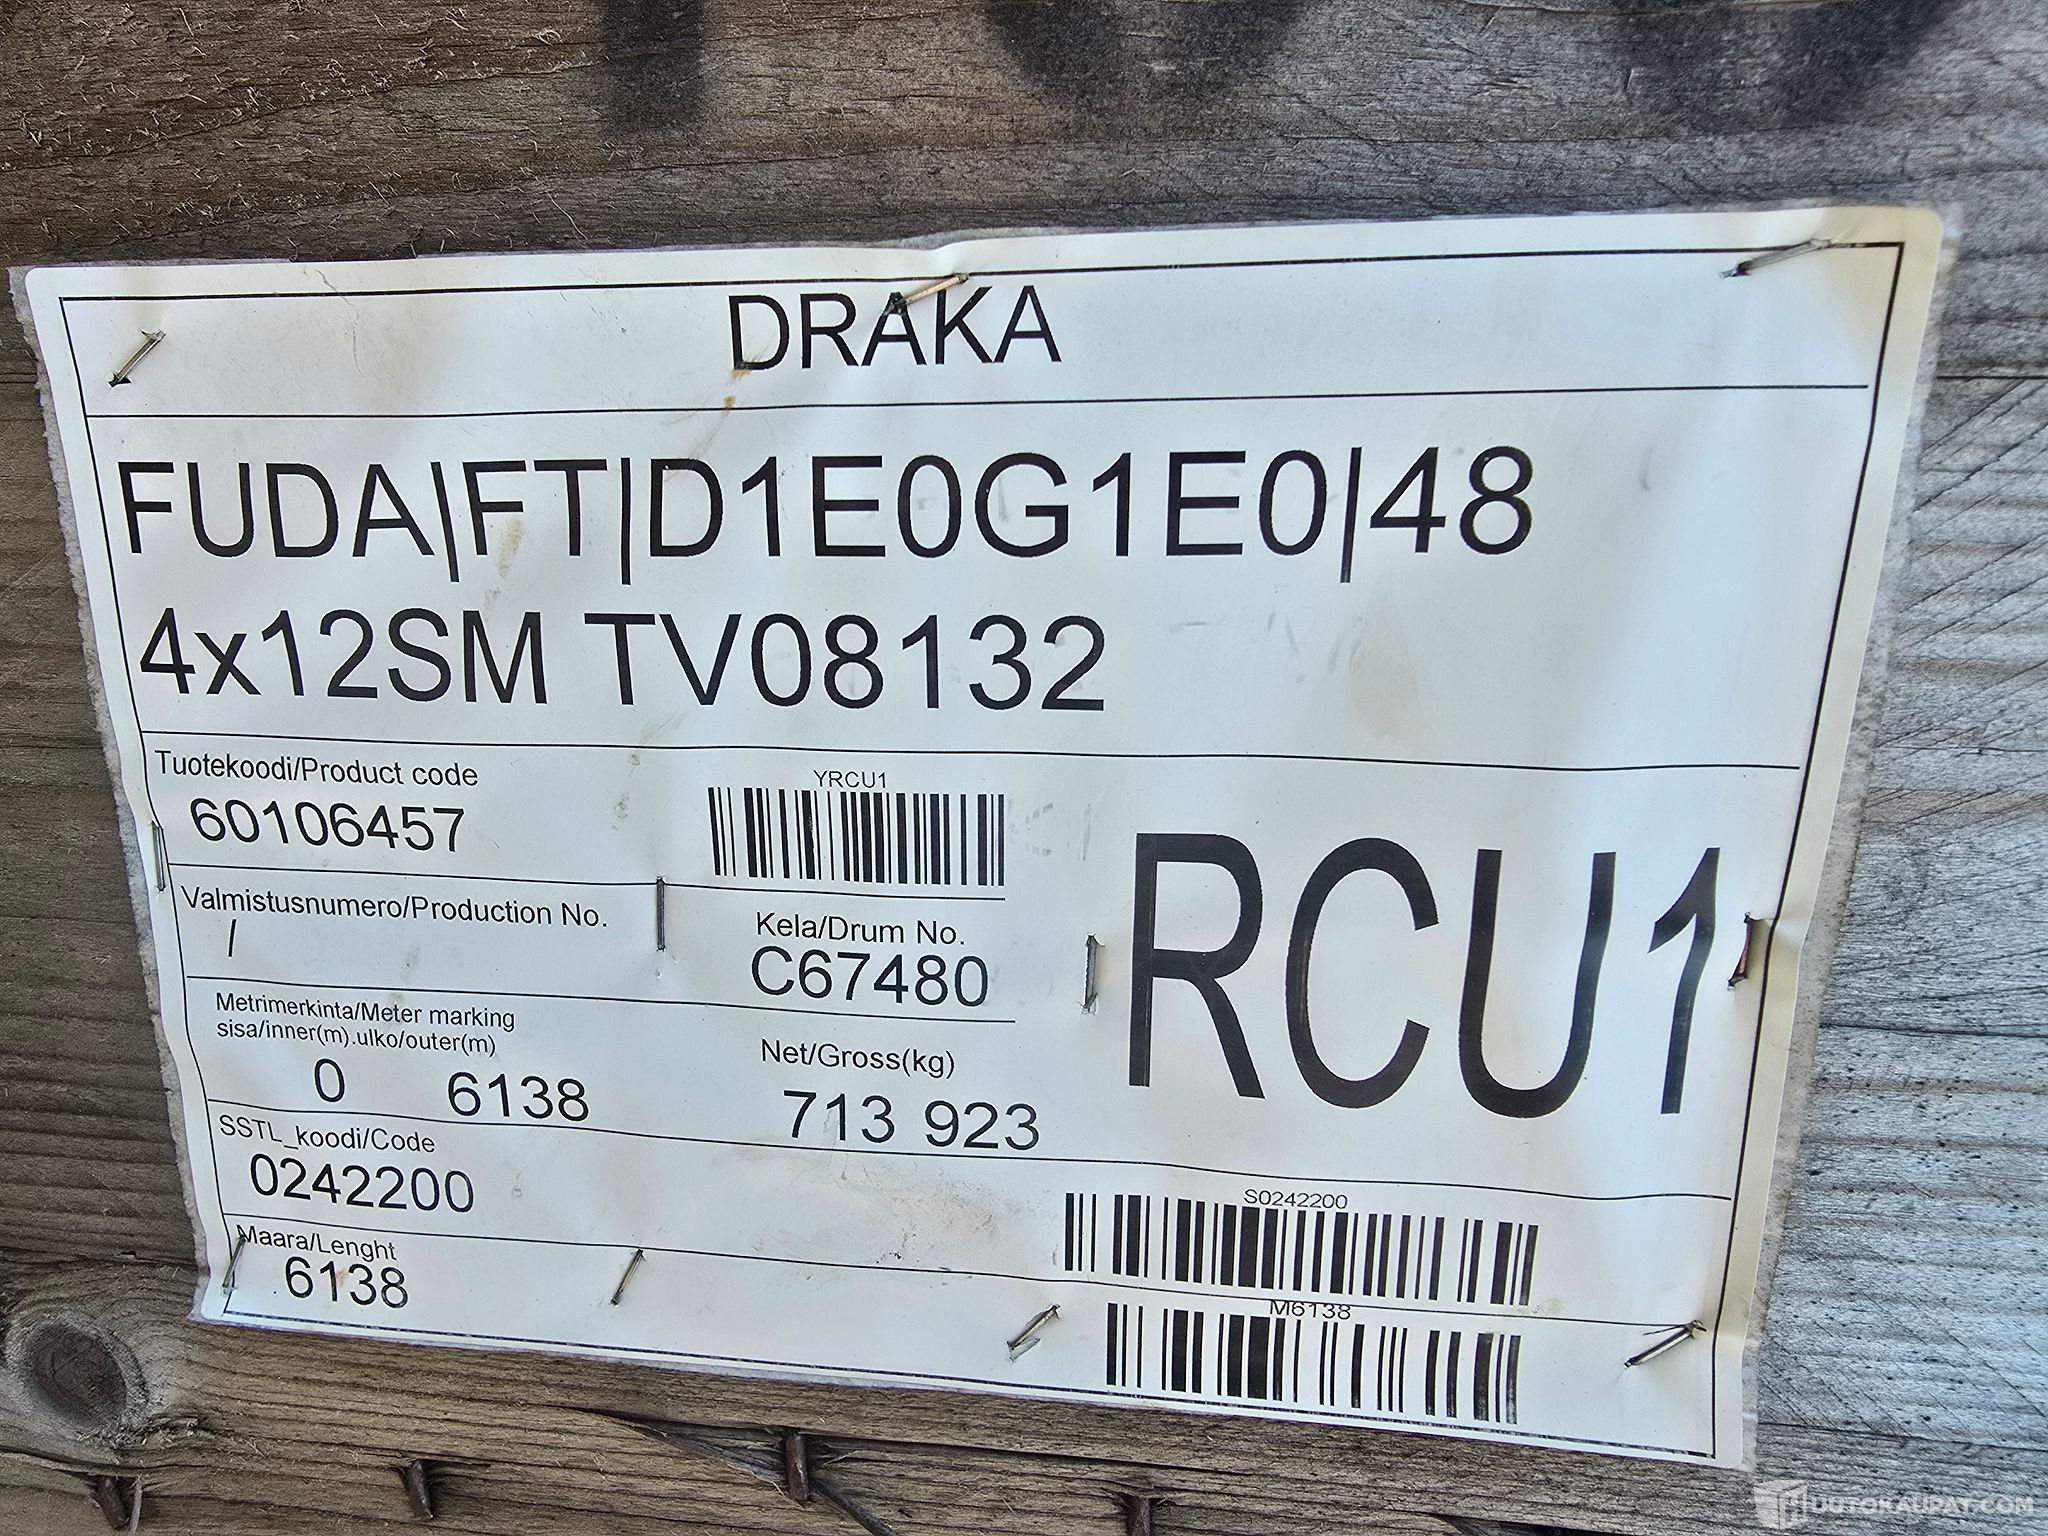 DRAKA
FUDA|FT|D1E0G1E0|48
4x12SM TV08132
Tuotekoodi/Product code
60106457
YRCU1
RCU1
Valmistusnumero/Production No.
/
Kela/Drum No.
C67480
Metrimerkinta/Meter marking
sisa/inner(m).ulko/outer(m)
0 6138
Net/Gross(kg)
713 923
SSTL_koodi/Code
0242200
S0242200
Maara/Lenght
6138
M6138
UUTOKAUPAT.COM